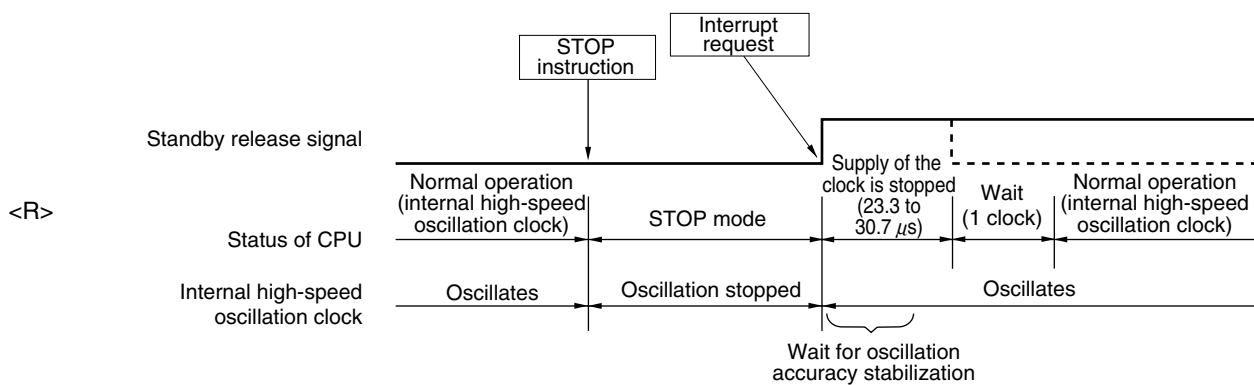 Interrupt
request
STOP
instruction
Standby release signal
<R>
Status of CPU
Normal operation
(internal high-speed
oscillation clock)
STOP mode
Supply of the
clock is stopped
(23.3 to
30.7 μs)
Wait
(1 clock)
Normal operation
(internal high-speed
oscillation clock)
Internal high-speed
oscillation clock
Oscillates
Oscillation stopped
Oscillates
Wait for oscillation
accuracy stabilization